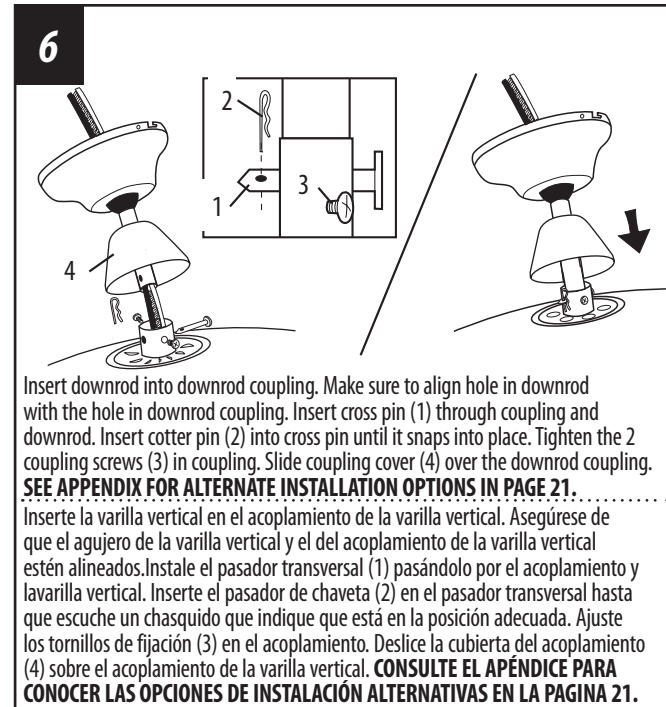 6
2
1
3
4
Insert downrod into downrod coupling. Make sure to align hole in downrod
with the hole in downrod coupling. Insert cross pin (1) through coupling and
downrod. Insert cotter pin (2) into cross pin until it snaps into place. Tighten the 2
coupling screws (3) in coupling. Slide coupling cover (4) over the downrod coupling.
SEE APPENDIX FOR ALTERNATE INSTALLATION OPTIONS IN PAGE 21.
Inserte la varilla vertical en el acoplamiento de la varilla vertical. Asegúrese de
que el agujero de la varilla vertical y el del acoplamiento de la varilla vertical
estén alineados.Instale el pasador transversal (1) pasándolo por el acoplamiento y
lavarilla vertical. Inserte el pasador de chaveta (2) en el pasador transversal hasta
que escuche un chasquido que indique que está en la posición adecuada. Ajuste
los tornillos de fijación (3) en el acoplamiento. Deslice la cubierta del acoplamiento
(4) sobre el acoplamiento de la varilla vertical. CONSULTE EL APÉNDICE PARA
CONOCER LAS OPCIONES DE INSTALACIÓN ALTERNATIVAS EN LA PAGINA 21.